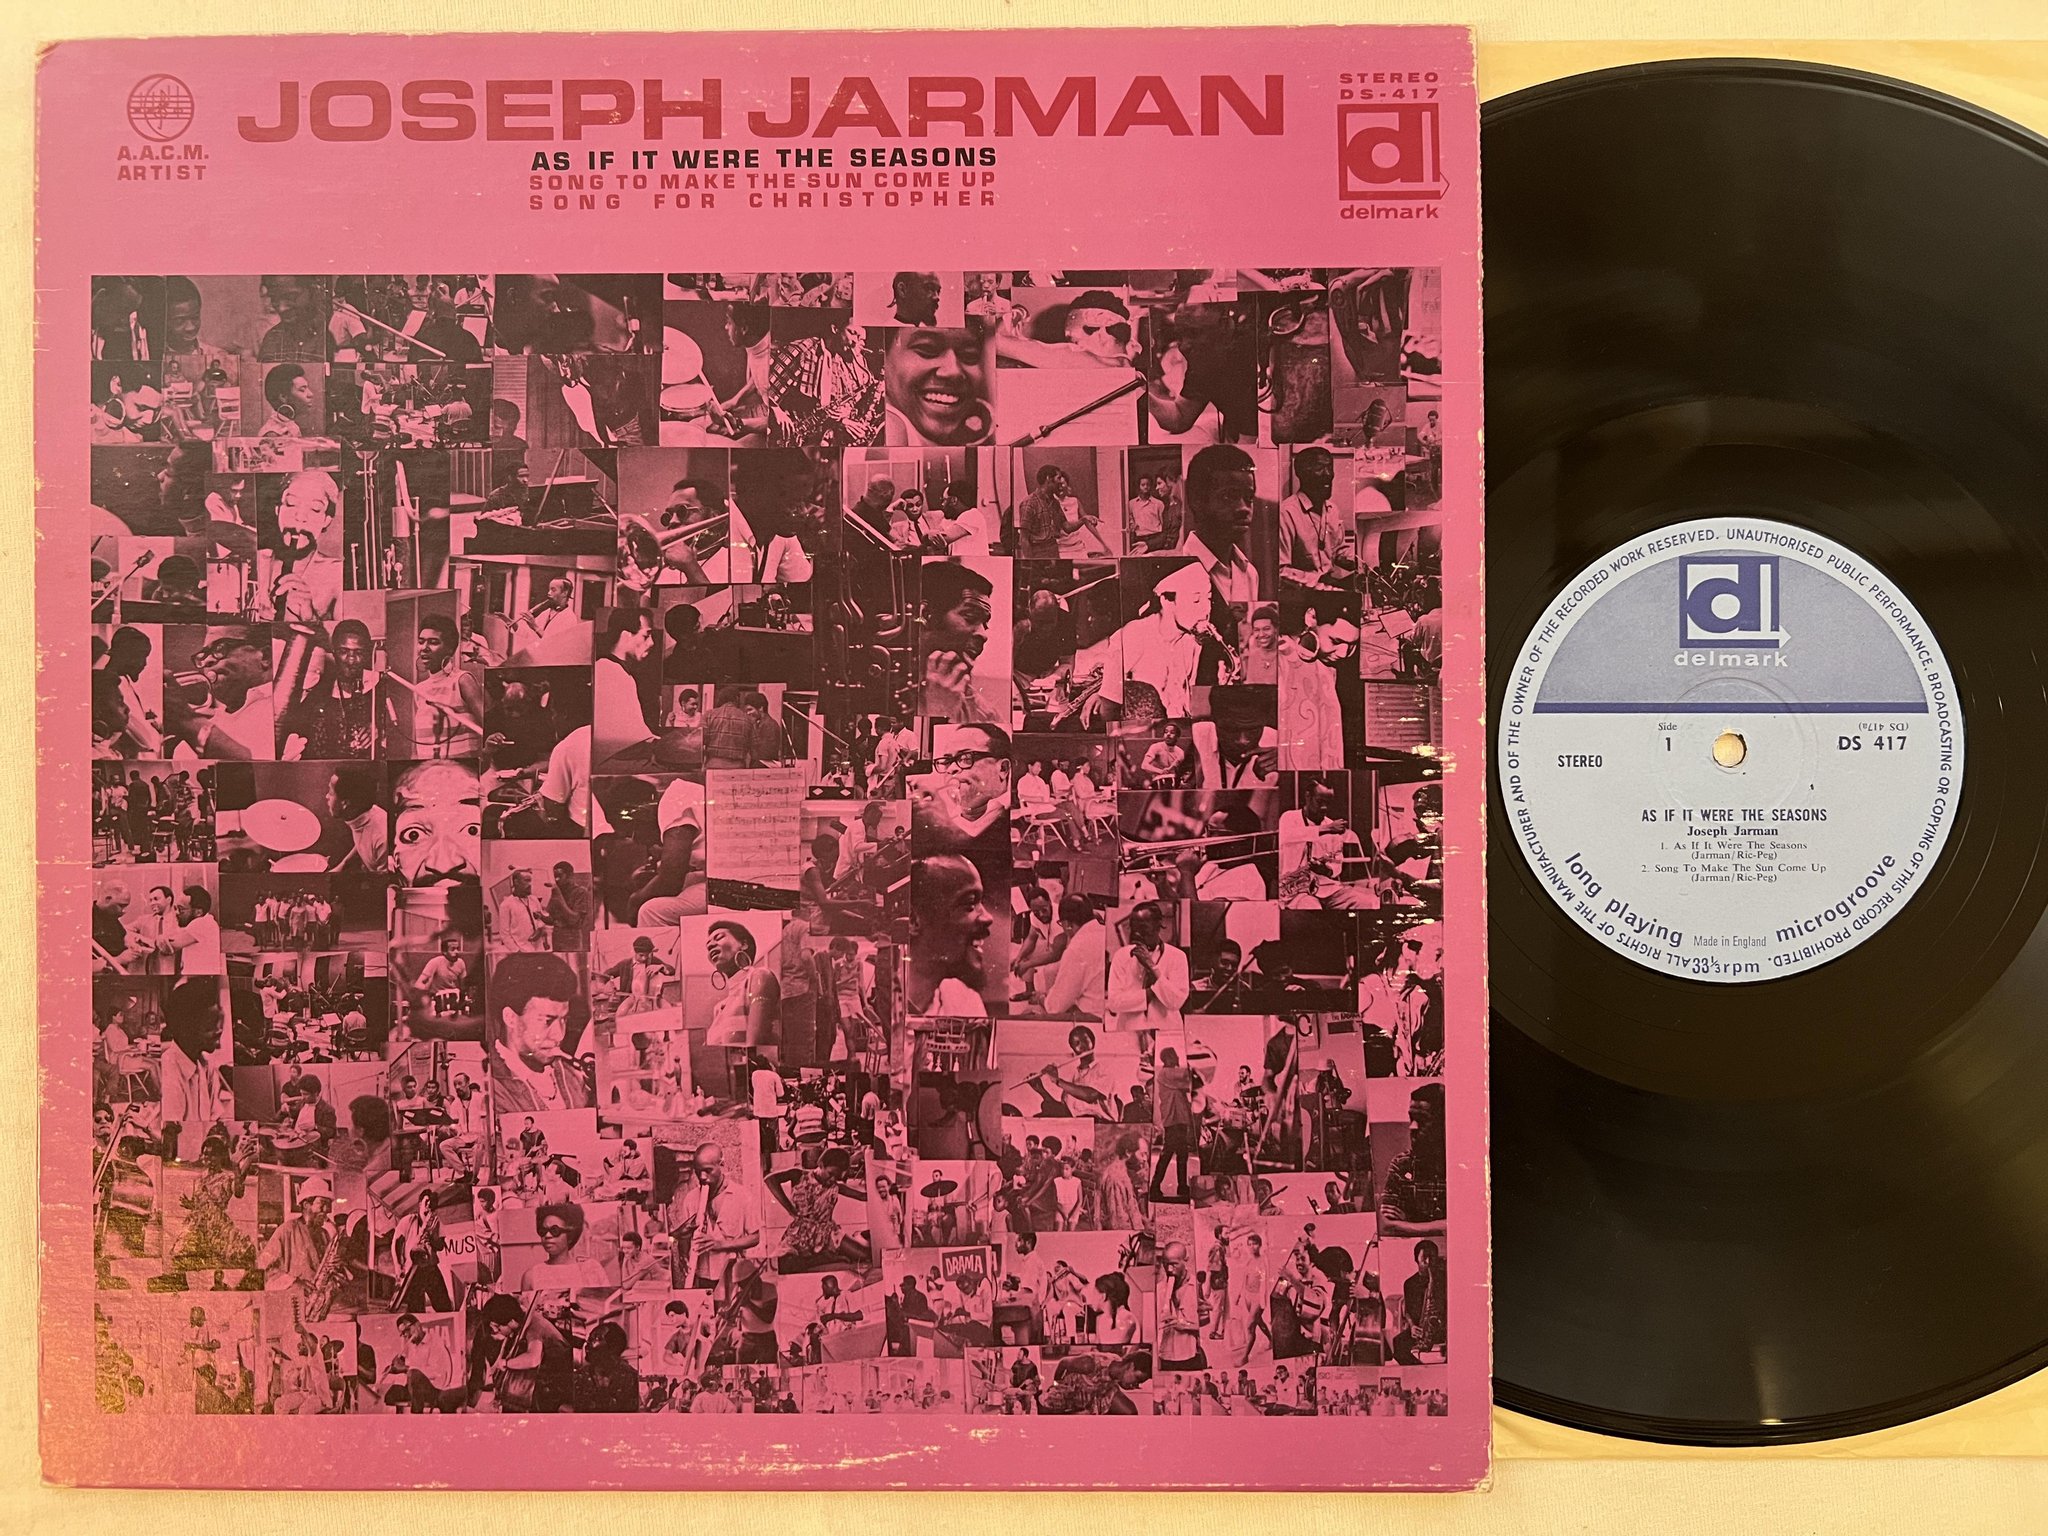 JOSEPH JARMAN
AS IF IT WERE THE SEASONS
SONG TO MAKE THE SUN COME UP
SONG FOR CHRISTOPHER
A.A.C.M.
ARTIST
STEREO
DS-417
d
delmark
MUS
DRAMA
THE MANUFACTURER AND OF THE OWNER OF THE RECORDED WORK RESERVED. UNAUTHORISED PUBLIC PERFORMANCE, BROADCASTING OR COPYING OF THIS RECORD PROHIBITED. ALL RIGHTS OF
d
delmark
Side
1
STEREO
(DS 417a)
DS 417
AS IF IT WERE THE SEASONS
Joseph Jarman
1. As If It Were The Seasons
(Jarman/Ric-Peg)
2. Song To Make The Sun Come Up
(Jarman/Ric-Peg)
long playing microgroove
Made in England
33⅓ rpm